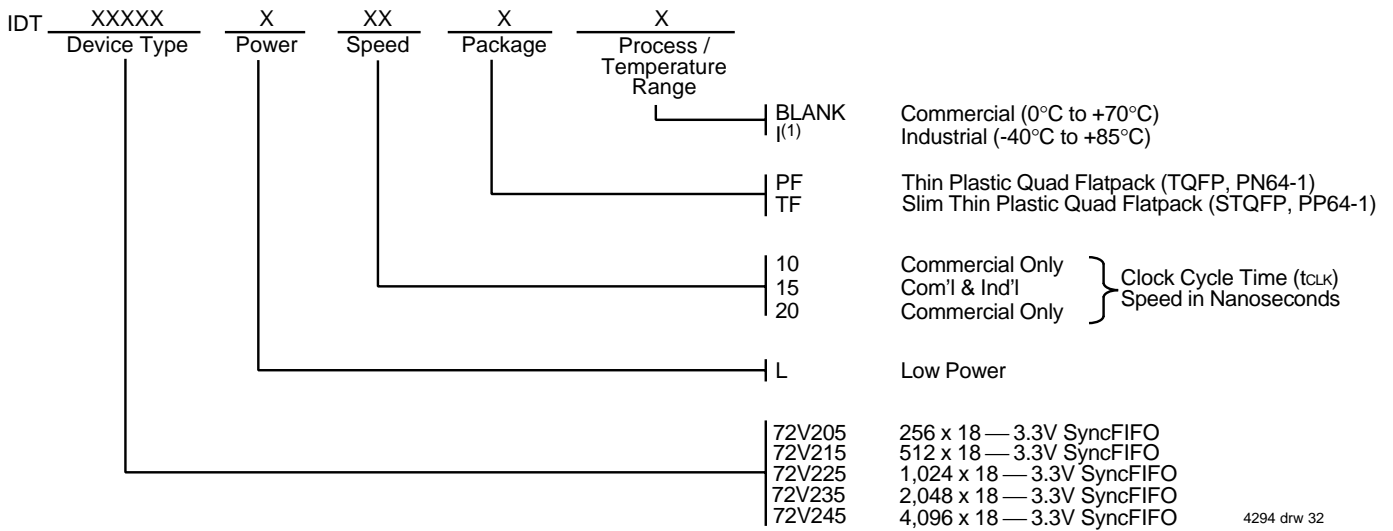 IDT XXXXX X XX X X
Device Type Power Speed Package Process /
Temperature
Range
BLANK Commercial (0°C to +70°C)
I(1) Industrial (-40°C to +85°C)
PF Thin Plastic Quad Flatpack (TQFP, PN64-1)
TF Slim Thin Plastic Quad Flatpack (STQFP, PP64-1)
10 Commercial Only
15 Com'l & Ind'l
20 Commercial Only
Clock Cycle Time (tCLK)
Speed in Nanoseconds
L Low Power
72V205 256 x 18 — 3.3V SyncFIFO
72V215 512 x 18 — 3.3V SyncFIFO
72V225 1,024 x 18 — 3.3V SyncFIFO
72V235 2,048 x 18 — 3.3V SyncFIFO
72V245 4,096 x 18 — 3.3V SyncFIFO
4294 drw 32